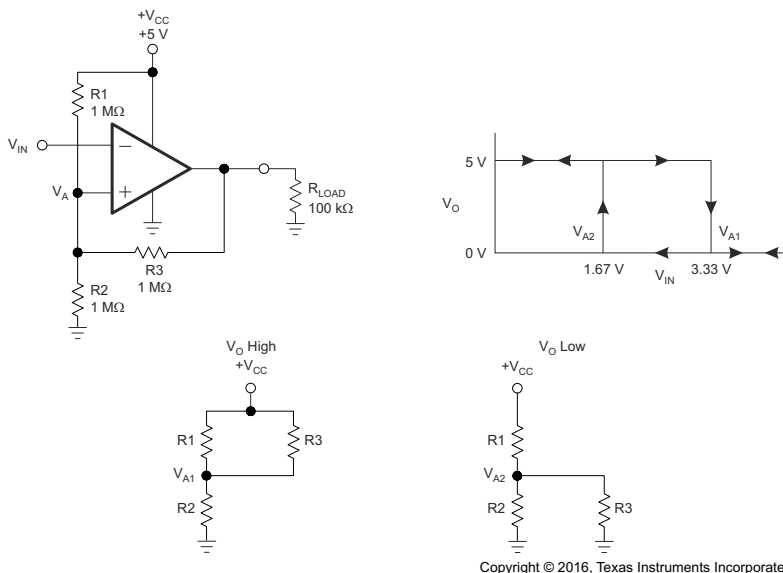 +VCC
+5 V
R1
1 MΩ
VIN
VA
RLOAD
100 kΩ
R3
1 MΩ
R2
1 MΩ
5 V
VO
VA2
VA1
0 V
1.67 V
VIN
3.33 V
VO High
+VCC
R1
R3
VA1
R2
VO Low
+VCC
R1
VA2
R2
R3
Copyright © 2016, Texas Instruments